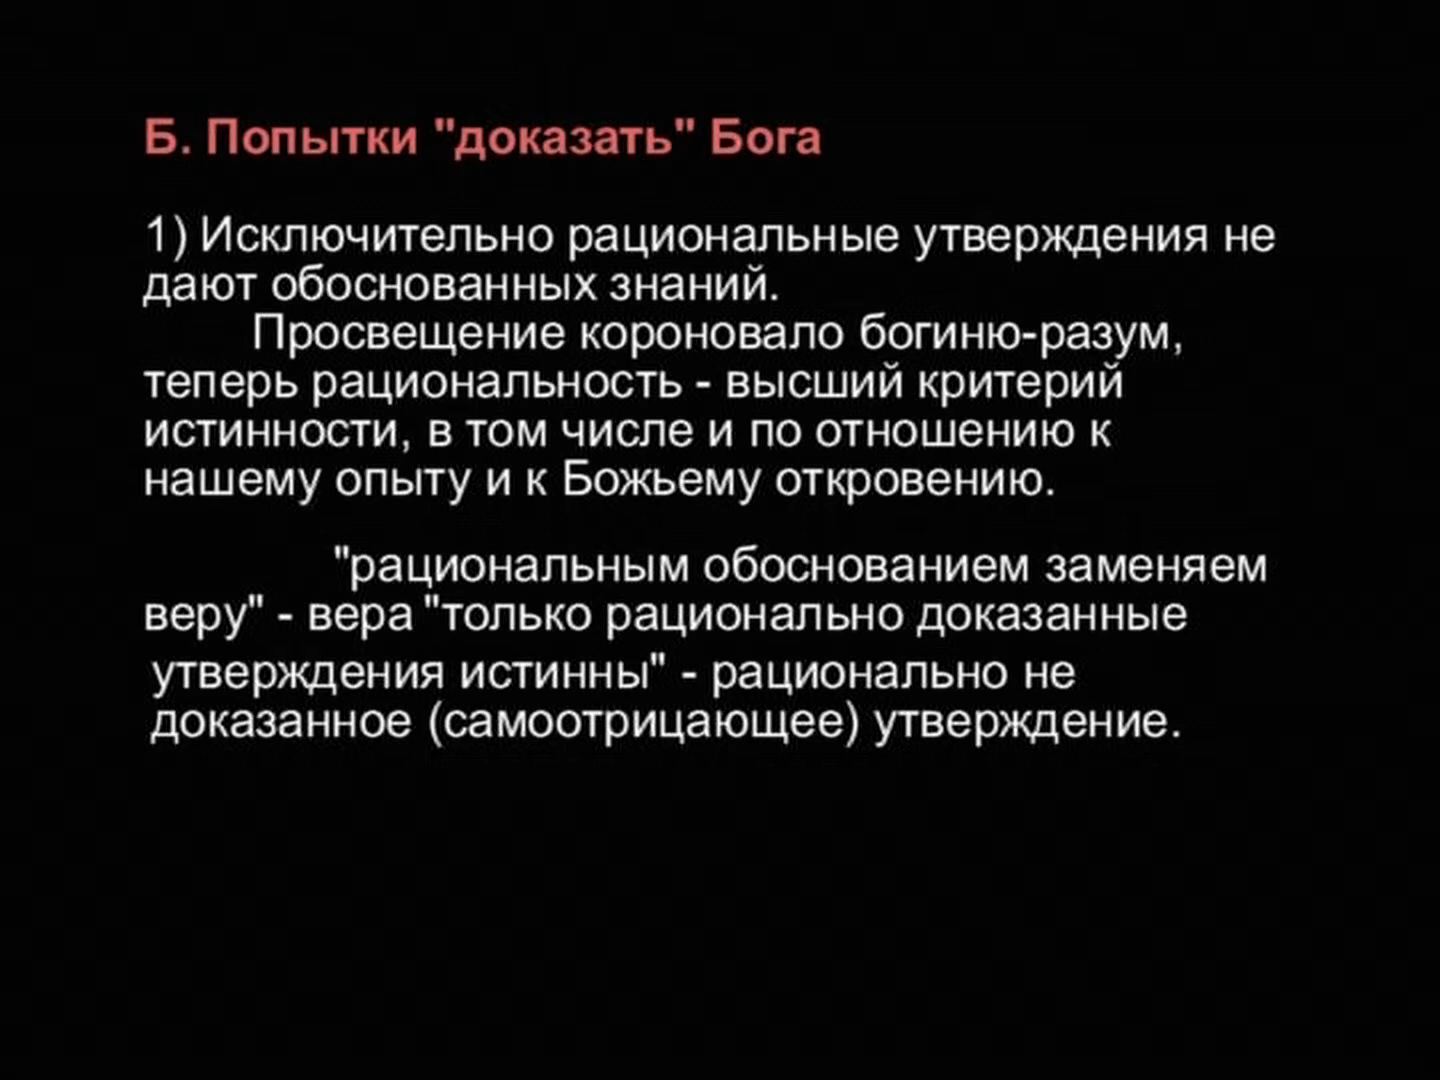 Б. Попытки "доказать" Бога
1) Исключительно рациональные утверждения не
дают обоснованных знаний.
Просвещение короновало богиню-разум,
теперь рациональность - высший критерий
истинности, в том числе и по отношению к
нашему опыту и к Божьему откровению.
"рациональным обоснованием заменяем
веру" - вера "только рационально доказанные
утверждения истинны" - рационально не
доказанное (самоотрицающее) утверждение.